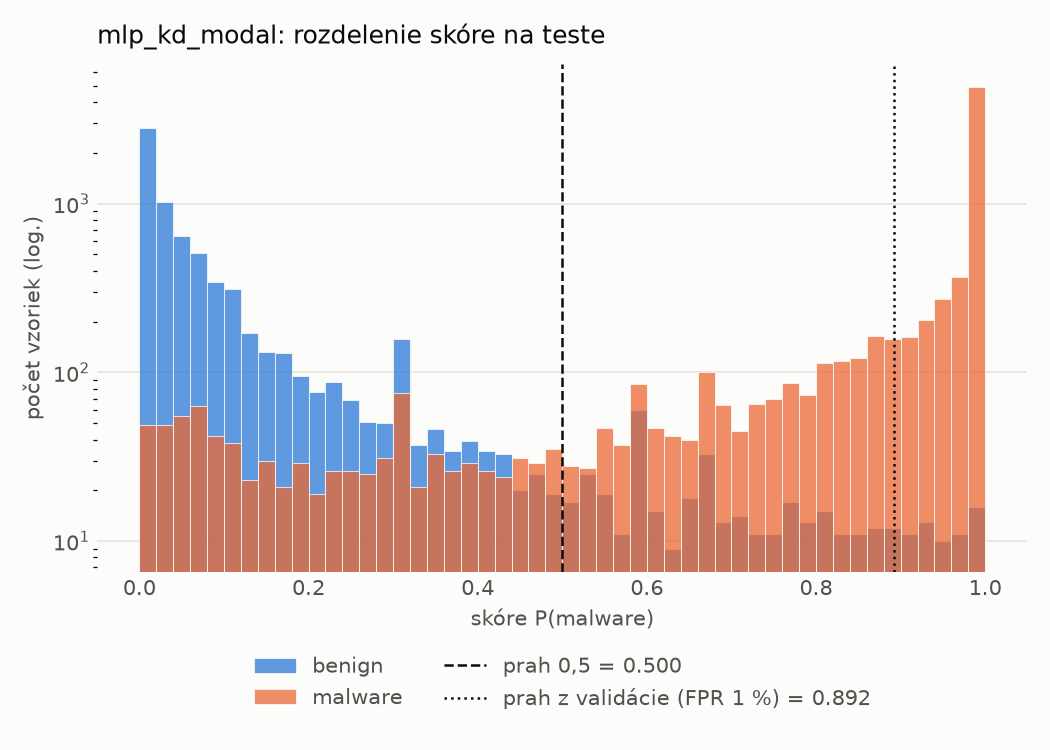 mlp_kd_modal: rozdelenie skóre na teste
počet vzoriek (log.)
10³
10²
10¹
0.0 0.2 0.4 0.6 0.8 1.0
skóre P(malware)
benign
malware
prah 0,5 = 0.500
prah z validácie (FPR 1 %) = 0.892